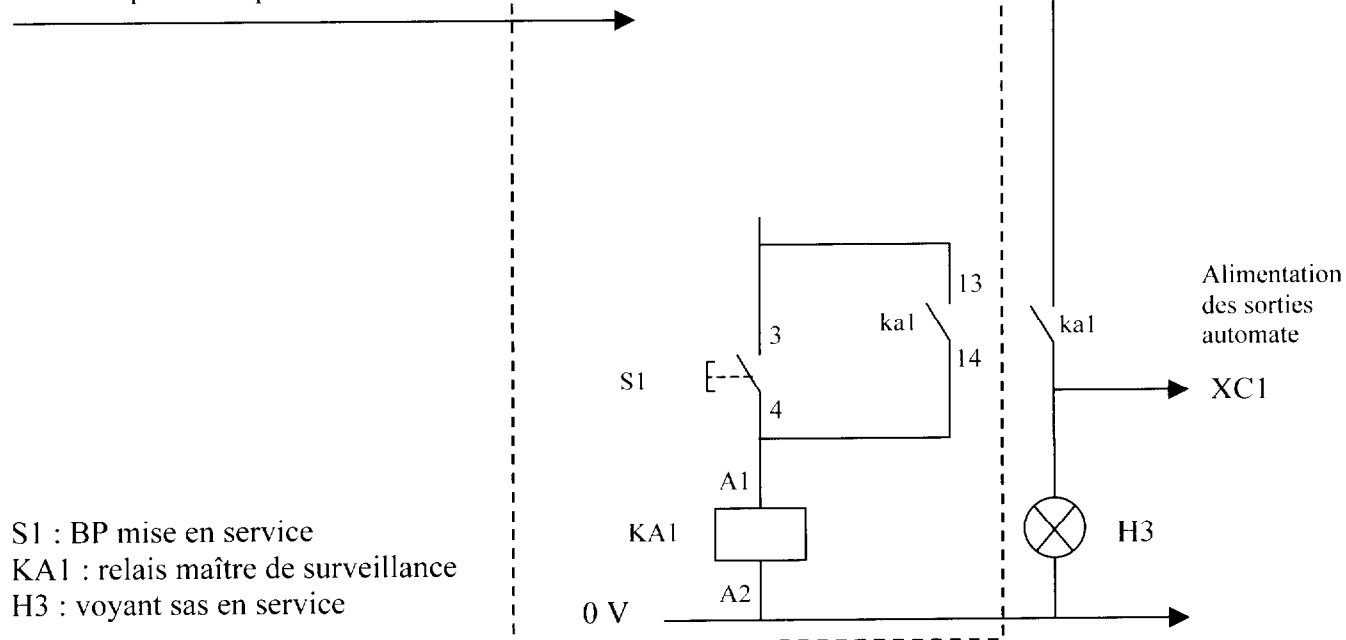 13
ka1
14
3
S1
4
A1
KA1
A2
0 V
ka1
Alimentation
des sorties
automate
XC1
H3
S1 : BP mise en service
KA1 : relais maître de surveillance
H3 : voyant sas en service